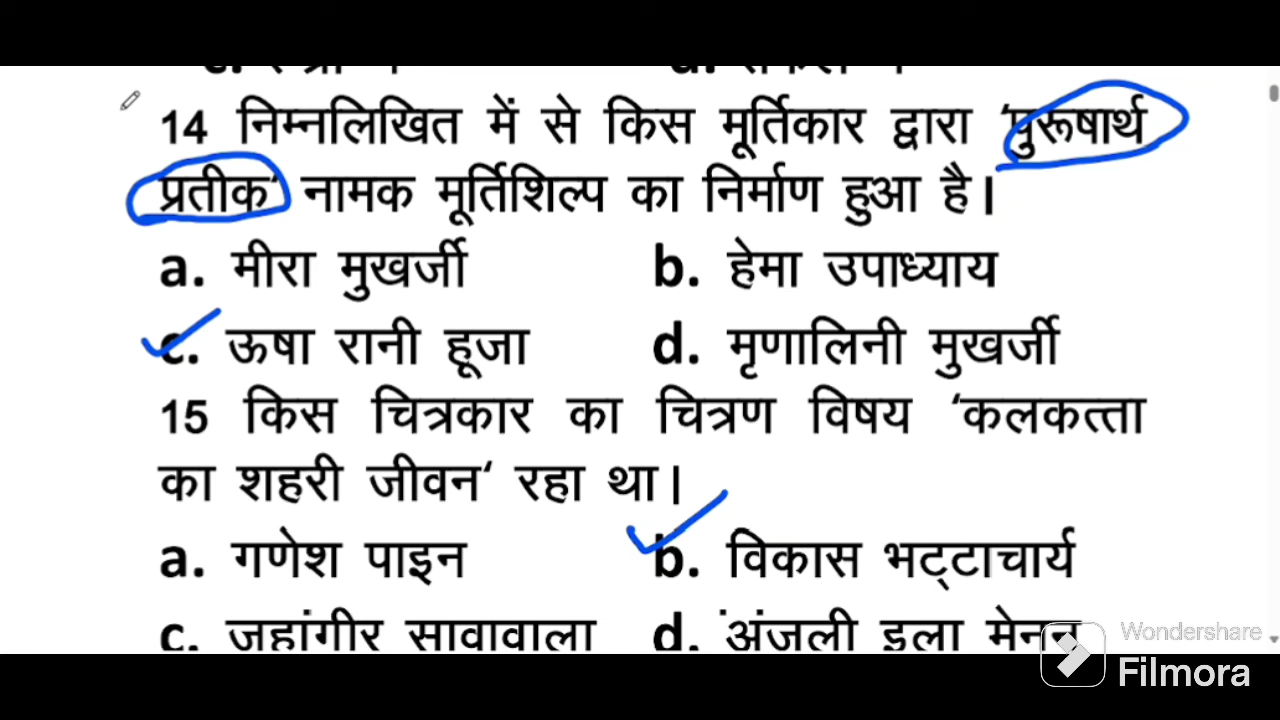 14 निम्नलिखित में से किस मूर्तिकार द्वारा ‘पुरूषार्थ
प्रतीक‘ नामक मूर्तिशिल्प का निर्माण हुआ है।
a. मीरा मुखर्जी b. हेमा उपाध्याय
c. ऊषा रानी हूजा d. मृणालिनी मुखर्जी
15 किस चित्रकार का चित्रण विषय ‘कलकत्ता
का शहरी जीवन‘ रहा था।
a. गणेश पाइन b. विकास भट्टाचार्य
c. जहांगीर सावावाला d. अंजली इला मेनन
Wondershare
Filmora